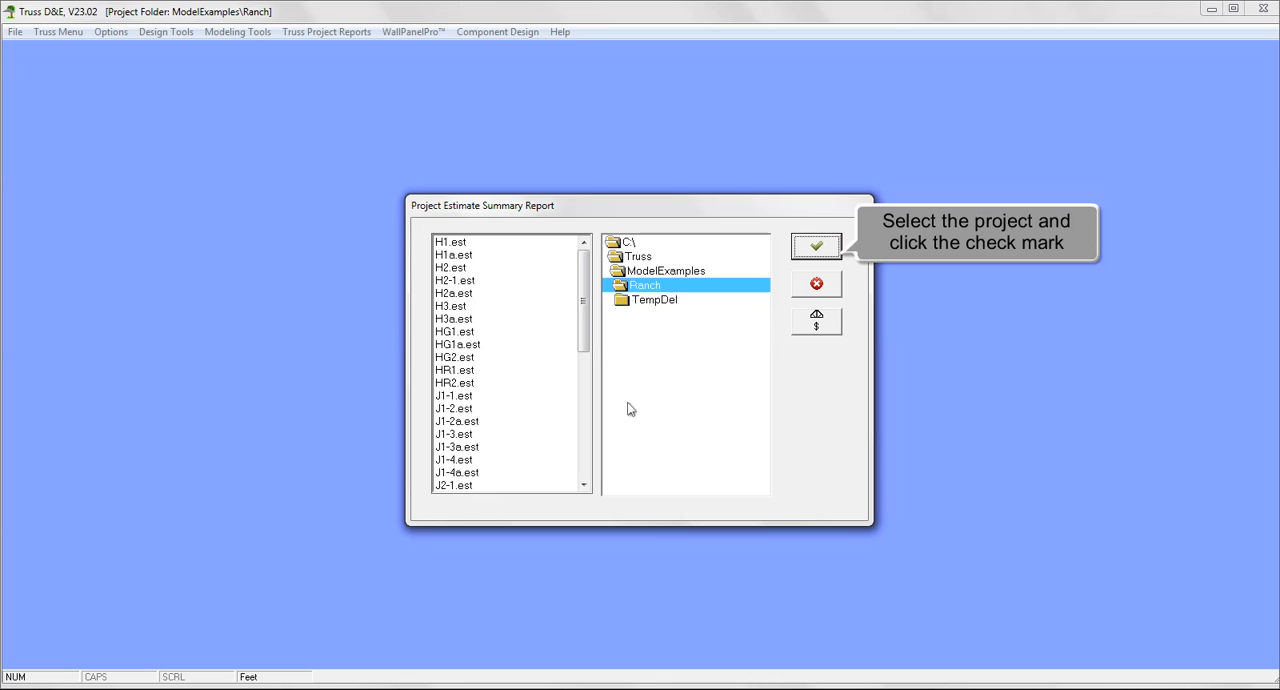 Truss D&E, V23.02 [Project Folder: ModelExamples\Ranch]
File Truss Menu Options Design Tools Modeling Tools Truss Project Reports WallPanelPro™ Component Design Help
Project Estimate Summary Report
H1.est
H1a.est
H2.est
H2-1.est
H2a.est
H3.est
H3a.est
HG1.est
HG1a.est
HG2.est
HR1.est
HR2.est
J1-1.est
J1-2.est
J1-2a.est
J1-3.est
J1-3a.est
J1-4.est
J1-4a.est
J2-1.est
C:\
Truss
ModelExamples
Ranch
TempDel
$
Select the project and
click the check mark
NUM CAPS SCRL Feet